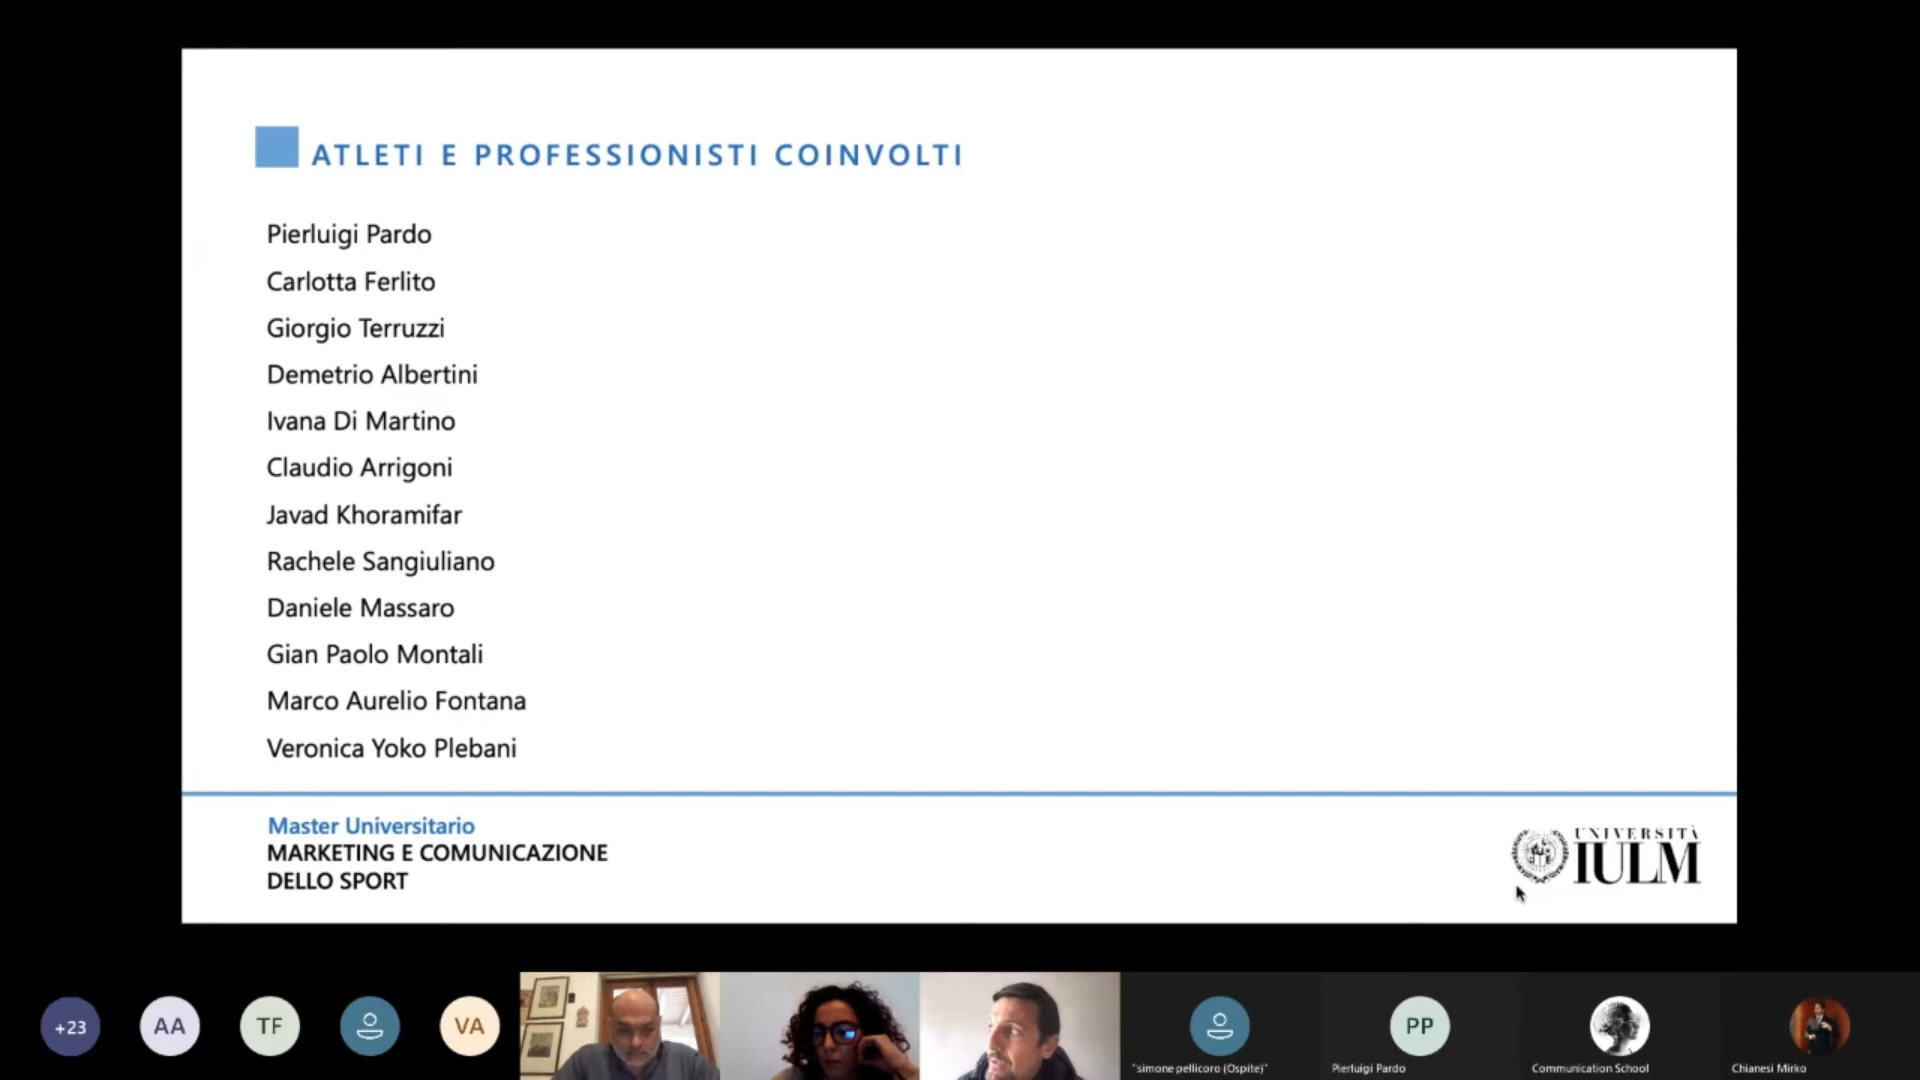 ATLETI E PROFESSIONISTI COINVOLTI
Pierluigi Pardo
Carlotta Ferlito
Giorgio Terruzzi
Demetrio Albertini
Ivana Di Martino
Claudio Arrigoni
Javad Khoramifar
Rachele Sangiuliano
Daniele Massaro
Gian Paolo Montali
Marco Aurelio Fontana
Veronica Yoko Plebani
Master Universitario
MARKETING E COMUNICAZIONE
DELLO SPORT
UNIVERSITÀ
IULM
+23
AA
TF
VA
PP
"simone pellicoro (Ospite)"
Pierluigi Pardo
Communication School
Chianesi Mirko